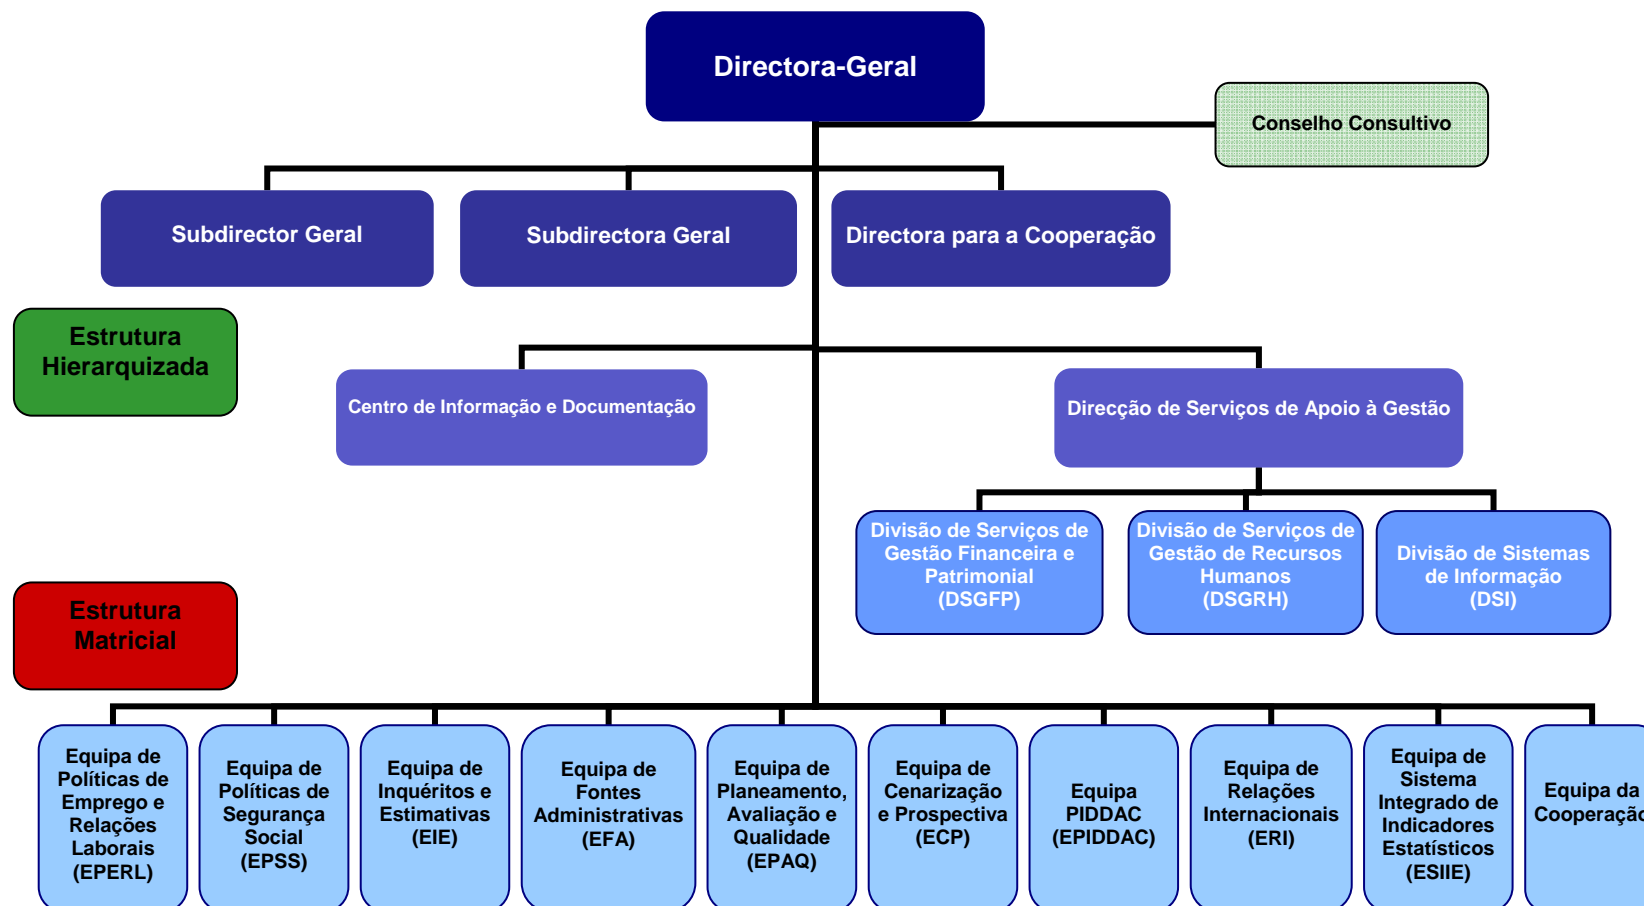 Directora-Geral
Conselho Consultivo
Subdirector Geral
Subdirectora Geral
Directora para a Cooperação
Estrutura
Hierarquizada
Centro de Informação e Documentação
Direcção de Serviços de Apoio à Gestão
Divisão de Serviços de
Gestão Financeira e
Patrimonial
(DSGFP)
Divisão de Serviços de
Gestão de Recursos
Humanos
(DSGRH)
Divisão de Sistemas
de Informação
(DSI)
Estrutura
Matricial
Equipa de
Políticas de
Emprego e
Relações
Laborais
(EPERL)
Equipa de
Políticas de
Segurança
Social
(EPSS)
Equipa de
Inquéritos e
Estimativas
(EIE)
Equipa de
Fontes
Administrativas
(EFA)
Equipa de
Planeamento,
Avaliação e
Qualidade
(EPAQ)
Equipa de
Cenarização
e Prospectiva
(ECP)
Equipa
PIDDAC
(EPIDDAC)
Equipa de
Relações
Internacionais
(ERI)
Equipa de
Sistema
Integrado de
Indicadores
Estatísticos
(ESIIE)
Equipa da
Cooperação